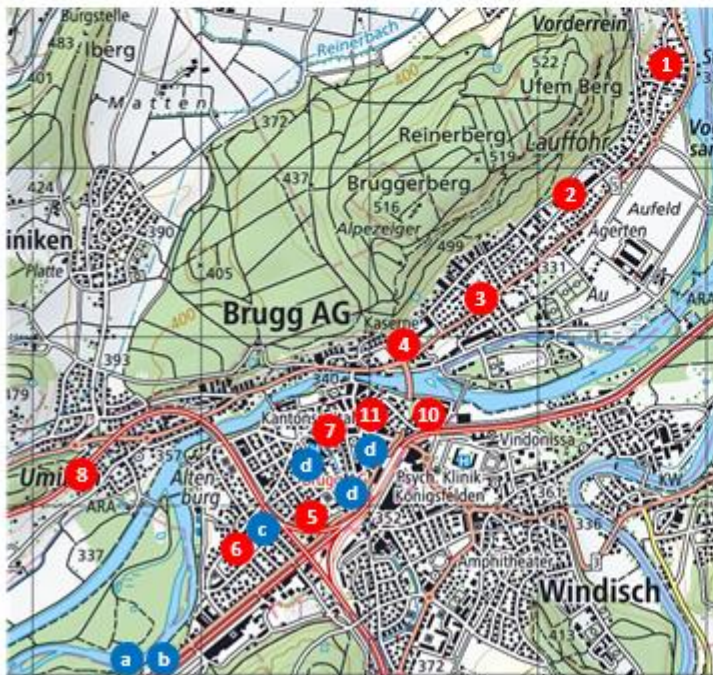 Burgstelle
483
Iberg
401
Matten
Reinerbach
400
Vorderrein
522
Ufem Berg
1
372
Reinerberg
519
Lauffohr
437
Bruggerberg
516
2
424
390
Alpezeiger
499
Aufeld
Ägerten
iniken
Platte
405
331
Au
3
400
Brugg AG
Kaserne
4
ARA
393
340
479
11
10
7
Vindonissa
357
d
d
8
Alten-
burg
Psych. Klinik
Königsfelden
361
KW
ARA
d
5
352
336
c
6
Amphitheater
3
337
Windisch
413
a
b
372